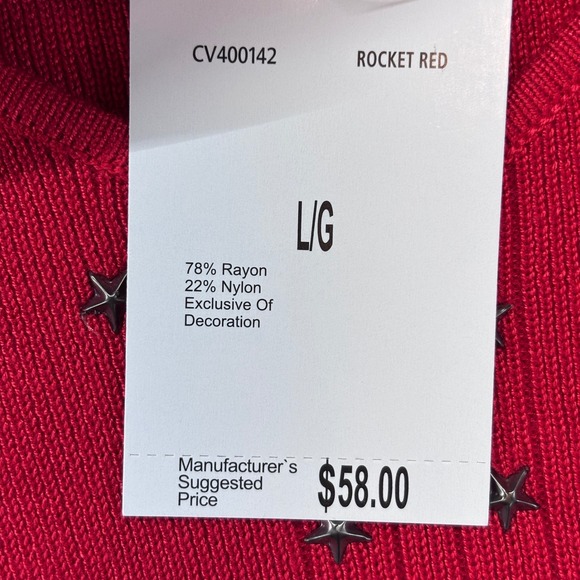 CV400142 ROCKET RED
L/G
78% Rayon
22% Nylon
Exclusive Of
Decoration
Manufacturer`s
Suggested
Price
$58.00